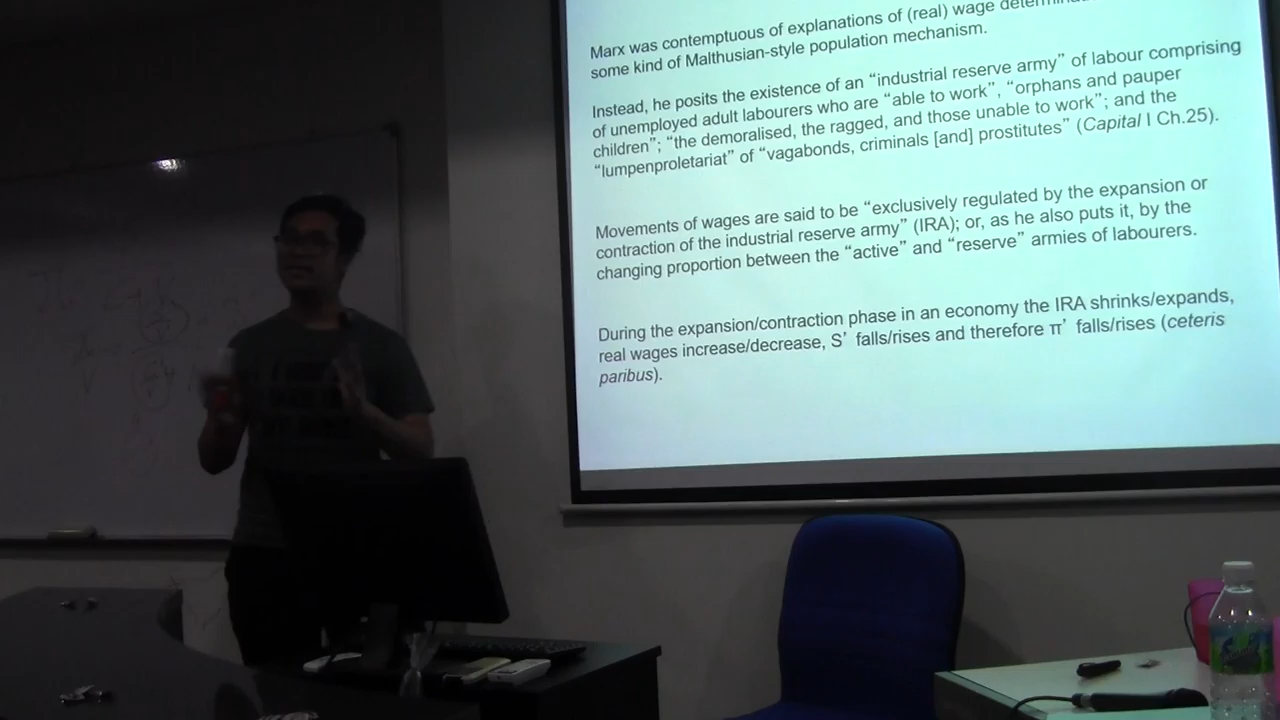 Marx was contemptuous of explanations of (real) wage
some kind of Malthusian-style population mechanism.
Instead, he posits the existence of an “industrial reserve army” of labour comprising
of unemployed adult labourers who are “able to work”, “orphans and pauper
children”; “the demoralised, the ragged, and those unable to work”; and the
“lumpenproletariat” of “vagabonds, criminals [and] prostitutes” (Capital I Ch.25).
Movements of wages are said to be “exclusively regulated by the expansion or
contraction of the industrial reserve army” (IRA); or, as he also puts it, by the
changing proportion between the “active” and “reserve” armies of labourers.
During the expansion/contraction phase in an economy the IRA shrinks/expands,
real wages increase/decrease, S’ falls/rises and therefore π’ falls/rises (ceteris
paribus).